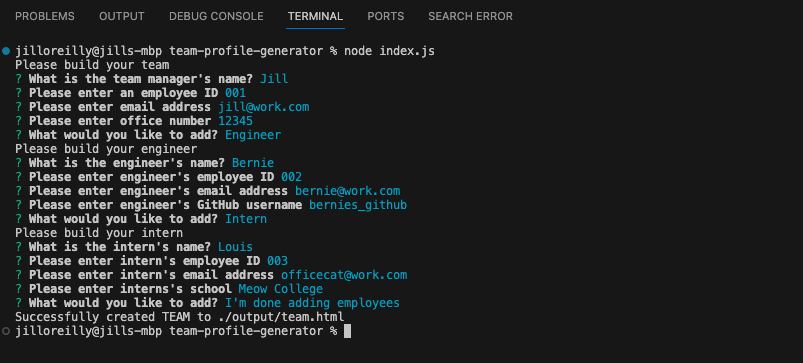 PROBLEMS OUTPUT DEBUG CONSOLE TERMINAL PORTS SEARCH ERROR
jilloreilly@jills-mbp team-profile-generator % node index.js
Please build your team
? What is the team manager's name? Jill
? Please enter an employee ID 001
? Please enter email address jill@work.com
? Please enter office number 12345
? What would you like to add? Engineer
Please build your engineer
? What is the engineer's name? Bernie
? Please enter engineer's employee ID 002
? Please enter engineer's email address bernie@work.com
? Please enter engineer's GitHub username bernies_github
? What would you like to add? Intern
Please build your intern
? What is the intern's name? Louis
? Please enter intern's employee ID 003
? Please enter intern's email address officecat@work.com
? Please enter interns's school Meow College
? What would you like to add? I'm done adding employees
Successfully created TEAM to ./output/team.html
jilloreilly@jills-mbp team-profile-generator %